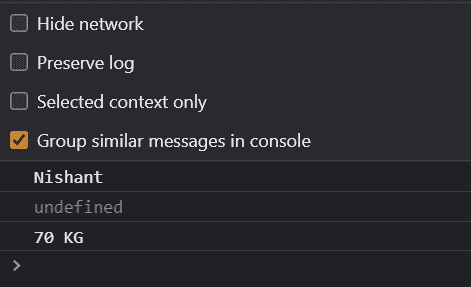 Hide network
Preserve log
Selected context only
Group similar messages in console
Nishant
undefined
70 KG
>